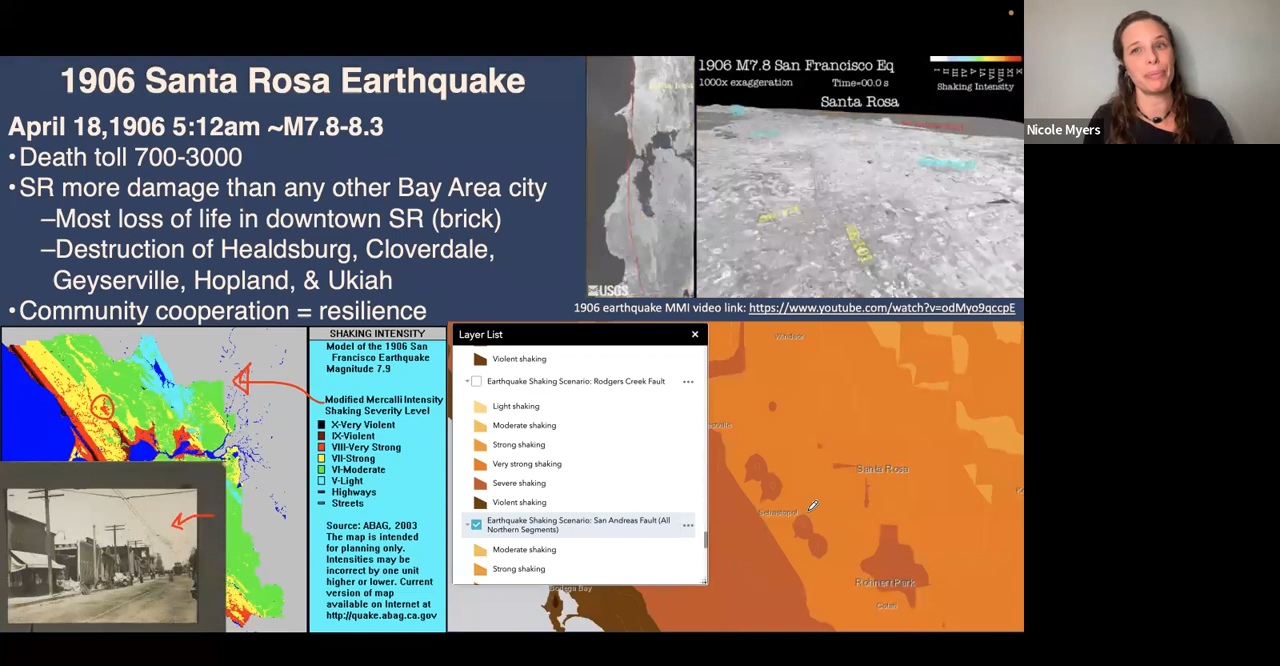 1906 Santa Rosa Earthquake
April 18,1906 5:12am ~M7.8-8.3
•Death toll 700-3000
•SR more damage than any other Bay Area city
–Most loss of life in downtown SR (brick)
–Destruction of Healdsburg, Cloverdale,
Geyserville, Hopland, & Ukiah
•Community cooperation = resilience
USGS
1906 M7.8 San Francisco Eq
1000x exaggeration Time=00.0 s
Santa Rosa
Shaking Intensity
1906 earthquake MMI video link: https://www.youtube.com/watch?v=odMyo9qccpE
Nicole Myers
SHAKING INTENSITY
Model of the 1906 San
Francisco Earthquake
Magnitude 7.9
Modified Mercalli Intensity
Shaking Severity Level
X-Very Violent
IX-Violent
VIII-Very Strong
VII-Strong
VI-Moderate
V-Light
Highways
Streets
Source: ABAG, 2003
The map is intended
for planning only.
Intensities may be
incorrect by one unit
higher or lower. Current
version of map
available on Internet at
http://quake.abag.ca.gov
Layer List
Violent shaking
Earthquake Shaking Scenario: Rodgers Creek Fault
Light shaking
Moderate shaking
Strong shaking
Very strong shaking
Severe shaking
Violent shaking
Earthquake Shaking Scenario: San Andreas Fault (All
Northern Segments)
Moderate shaking
Strong shaking
Windsor
Santa Rosa
Sebastopol
Rohnert Park
Cotati
Bodega Bay